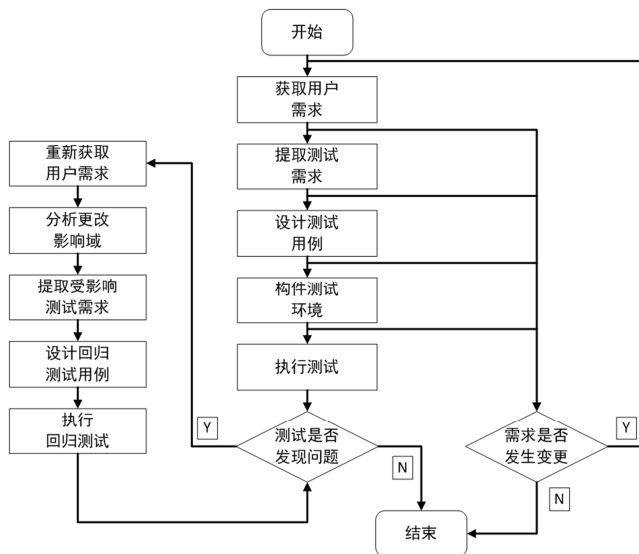 开始
获取用户
需求
提取测试
需求
设计测试
用例
构件测试
环境
执行测试
测试是否
发现问题
Y
N
重新获取
用户需求
分析更改
影响域
提取受影响
测试需求
设计回归
测试用例
执行
回归测试
需求是否
发生变更
Y
N
结束